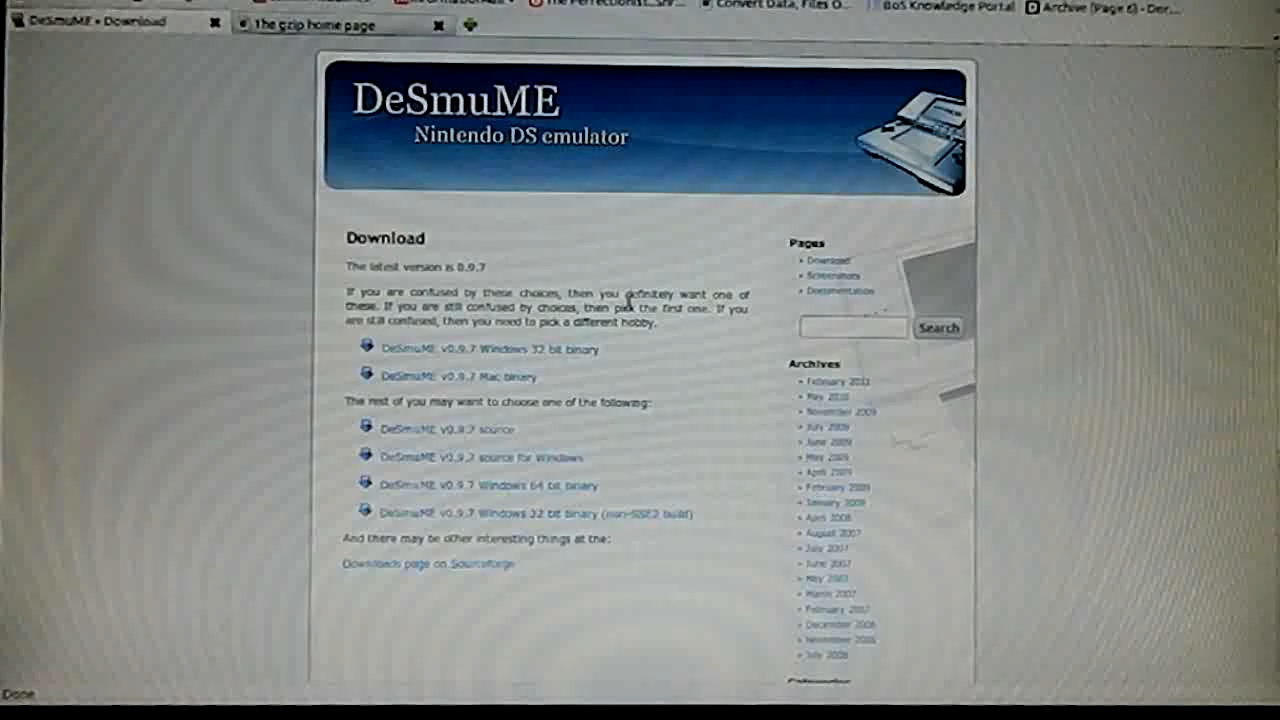 The Perfectionist...
Convert Data, Files O...
BoS Knowledge Portal
Archive (Page 6) - Der...
DeSmuME • Download
The gzip home page
DeSmuME
Nintendo DS emulator
Download
The latest version is 0.9.7
If you are confused by these choices, then you definitely want one of
these. If you are still confused by choices, then pick the first one. If you
are still confused, then you need to pick a different hobby.
DeSmuME v0.9.7 Windows 32 bit binary
DeSmuME v0.9.7 Mac binary
The rest of you may want to choose one of the following:
DeSmuME v0.9.7 source
DeSmuME v0.9.7 source for Windows
DeSmuME v0.9.7 Windows 64 bit binary
DeSmuME v0.9.7 Windows 32 bit binary (non-SSE2 build)
And there may be other interesting things at the:
Downloads page on Sourceforge
Pages
Download
Screenshots
Documentation
Search
Archives
February 2011
May 2010
November 2009
July 2009
June 2009
May 2009
April 2009
February 2009
January 2009
April 2008
August 2007
July 2007
June 2007
May 2007
March 2007
February 2007
December 2006
November 2006
July 2006
Done